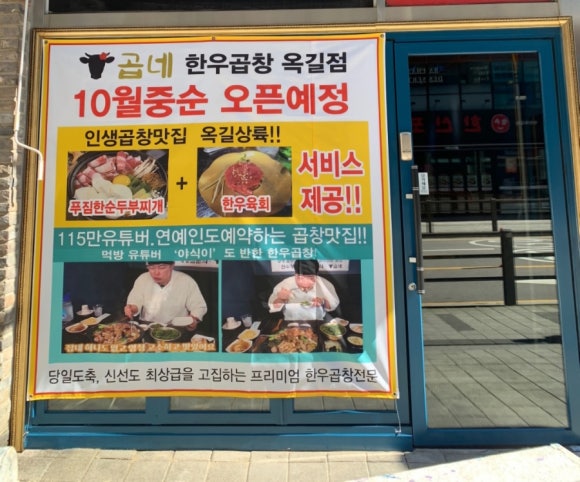 곱네 한우곱창 옥길점
10월중순 오픈예정
인생곱창맛집 옥길상륙!!
푸짐한순두부찌개
+
한우육회
서비스
제공!!
115만유튜버.연예인도예약하는 곱창맛집!!
먹방 유튜버 '야식이' 도 반한 한우곱창!
당일도축, 신선도 최상급을 고집하는 프리미엄 한우곱창전문